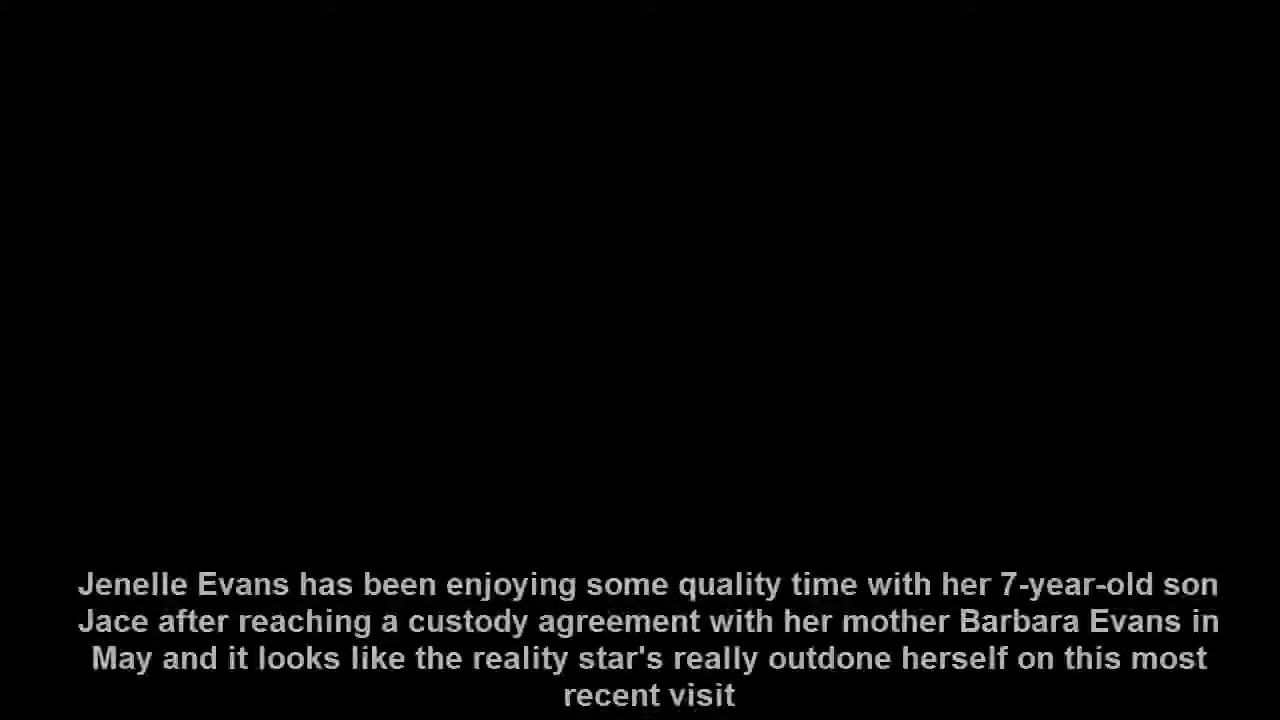 Jenelle Evans has been enjoying some quality time with her 7-year-old son
Jace after reaching a custody agreement with her mother Barbara Evans in
May and it looks like the reality star's really outdone herself on this most
recent visit